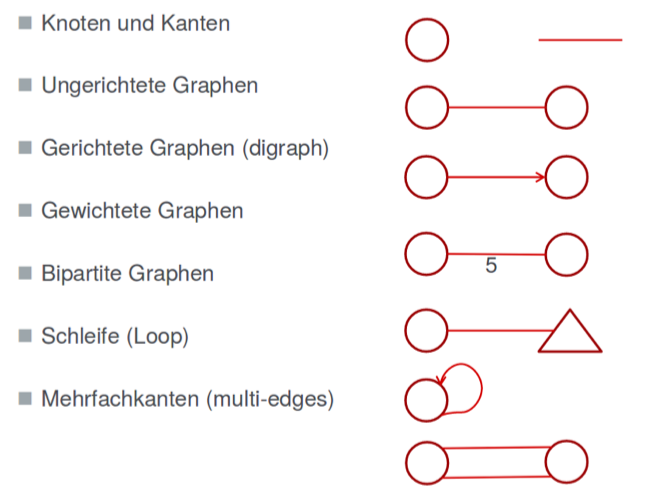 Knoten und Kanten
Ungerichtete Graphen
Gerichtete Graphen (digraph)
Gewichtete Graphen
5
Bipartite Graphen
Schleife (Loop)
Mehrfachkanten (multi-edges)